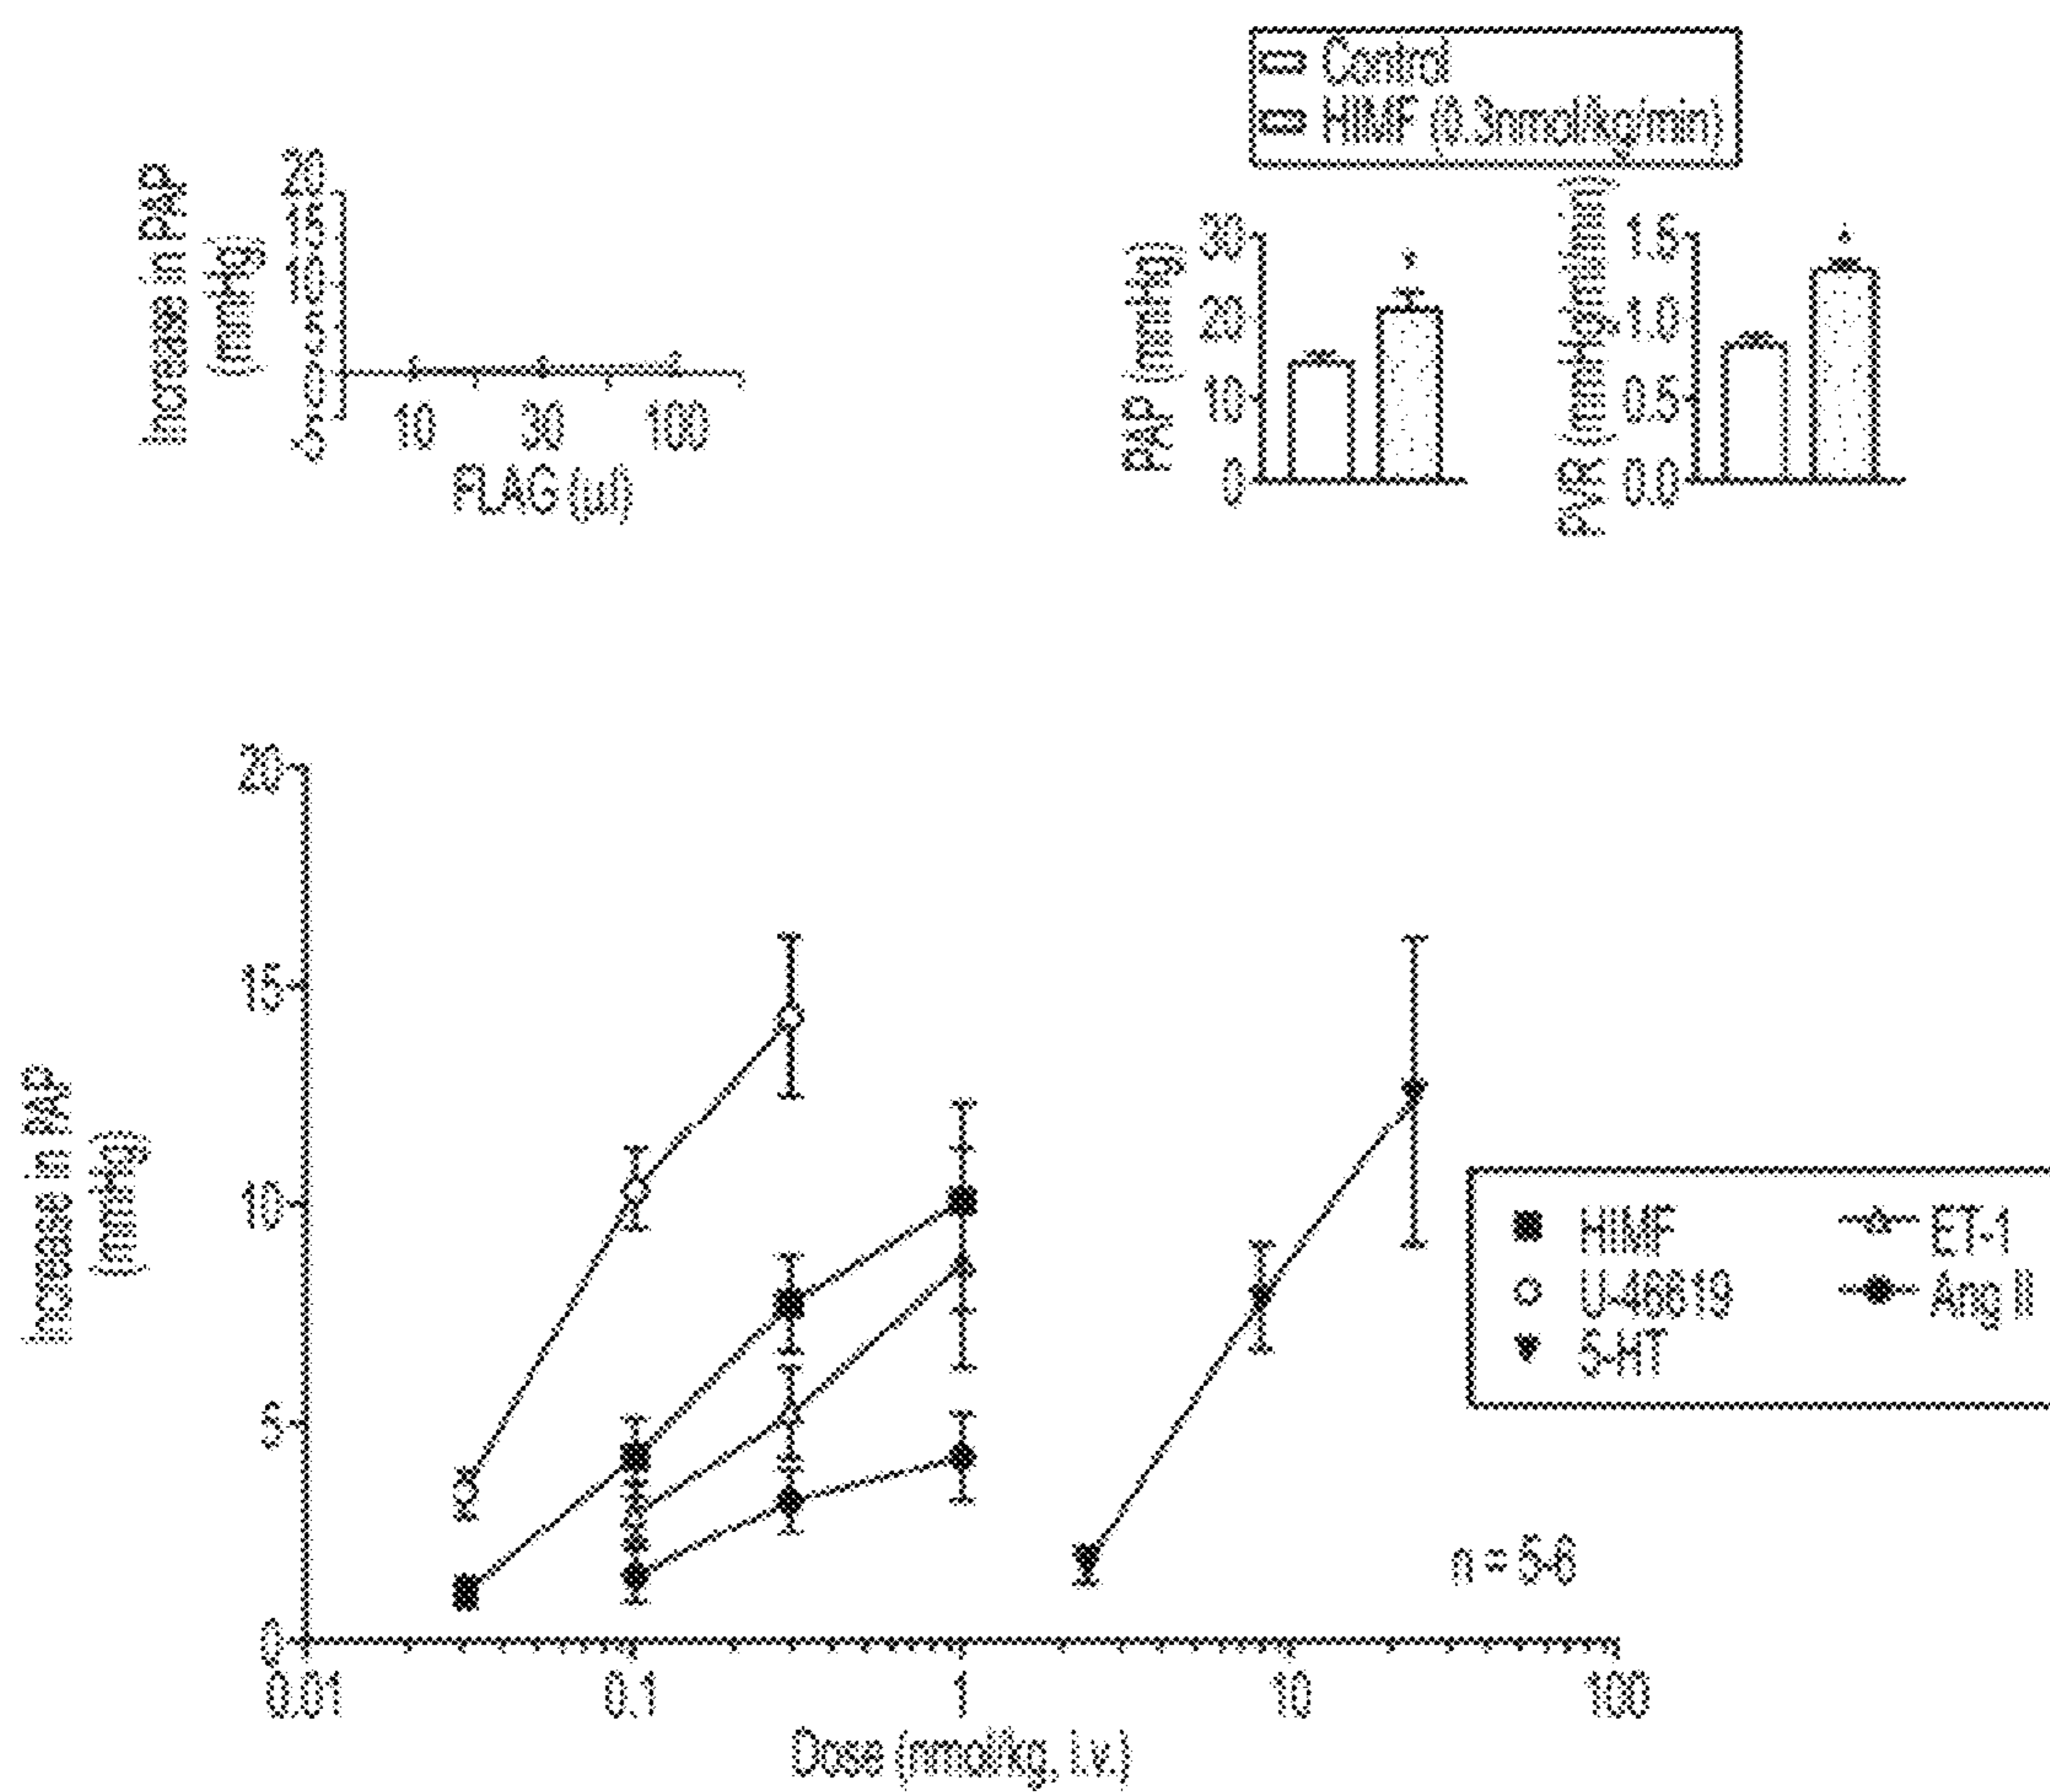 Control
HIMF (0.3nmol/kg/min)
Increase in PAP
(mmHg)
20
15
10
5
0
-5
10 30 100
FLAG (µl)
PAP (mmHg)
30
20
10
0
PVR (mmHg/ml/min)
1.5
1.0
0.5
0.0
Increase in PAP
(mmHg)
20
15
10
5
0
0.01 0.1 1 10 100
Dose (nmol/kg, i.v.)
HIMF ET-1
U-46619 Ang II
5-HT
n = 5-6